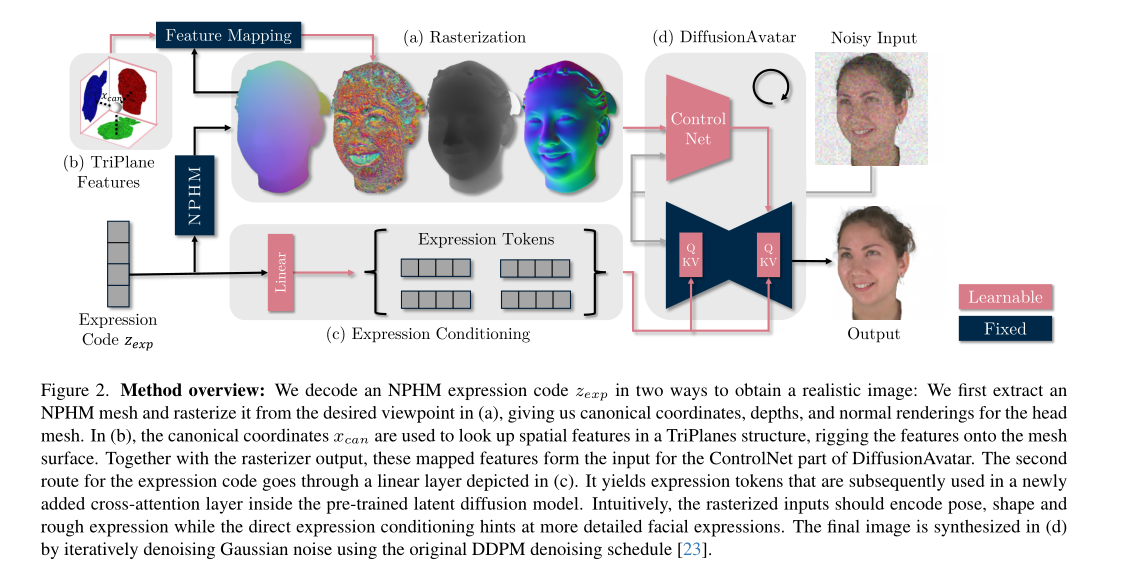 Feature Mapping
(a) Rasterization
(d) DiffusionAvatar
Noisy Input
x_can
(b) TriPlane
Features
NPHM
Control
Net
Expression Tokens
Linear
Q
KV
Q
KV
Expression
Code z_exp
(c) Expression Conditioning
Output
Learnable
Fixed
Figure 2. Method overview: We decode an NPHM expression code z_exp in two ways to obtain a realistic image: We first extract an
NPHM mesh and rasterize it from the desired viewpoint in (a), giving us canonical coordinates, depths, and normal renderings for the head
mesh. In (b), the canonical coordinates x_can are used to look up spatial features in a TriPlanes structure, rigging the features onto the mesh
surface. Together with the rasterizer output, these mapped features form the input for the ControlNet part of DiffusionAvatar. The second
route for the expression code goes through a linear layer depicted in (c). It yields expression tokens that are subsequently used in a newly
added cross-attention layer inside the pre-trained latent diffusion model. Intuitively, the rasterized inputs should encode pose, shape and
rough expression while the direct expression conditioning hints at more detailed facial expressions. The final image is synthesized in (d)
by iteratively denoising Gaussian noise using the original DDPM denoising schedule [23].